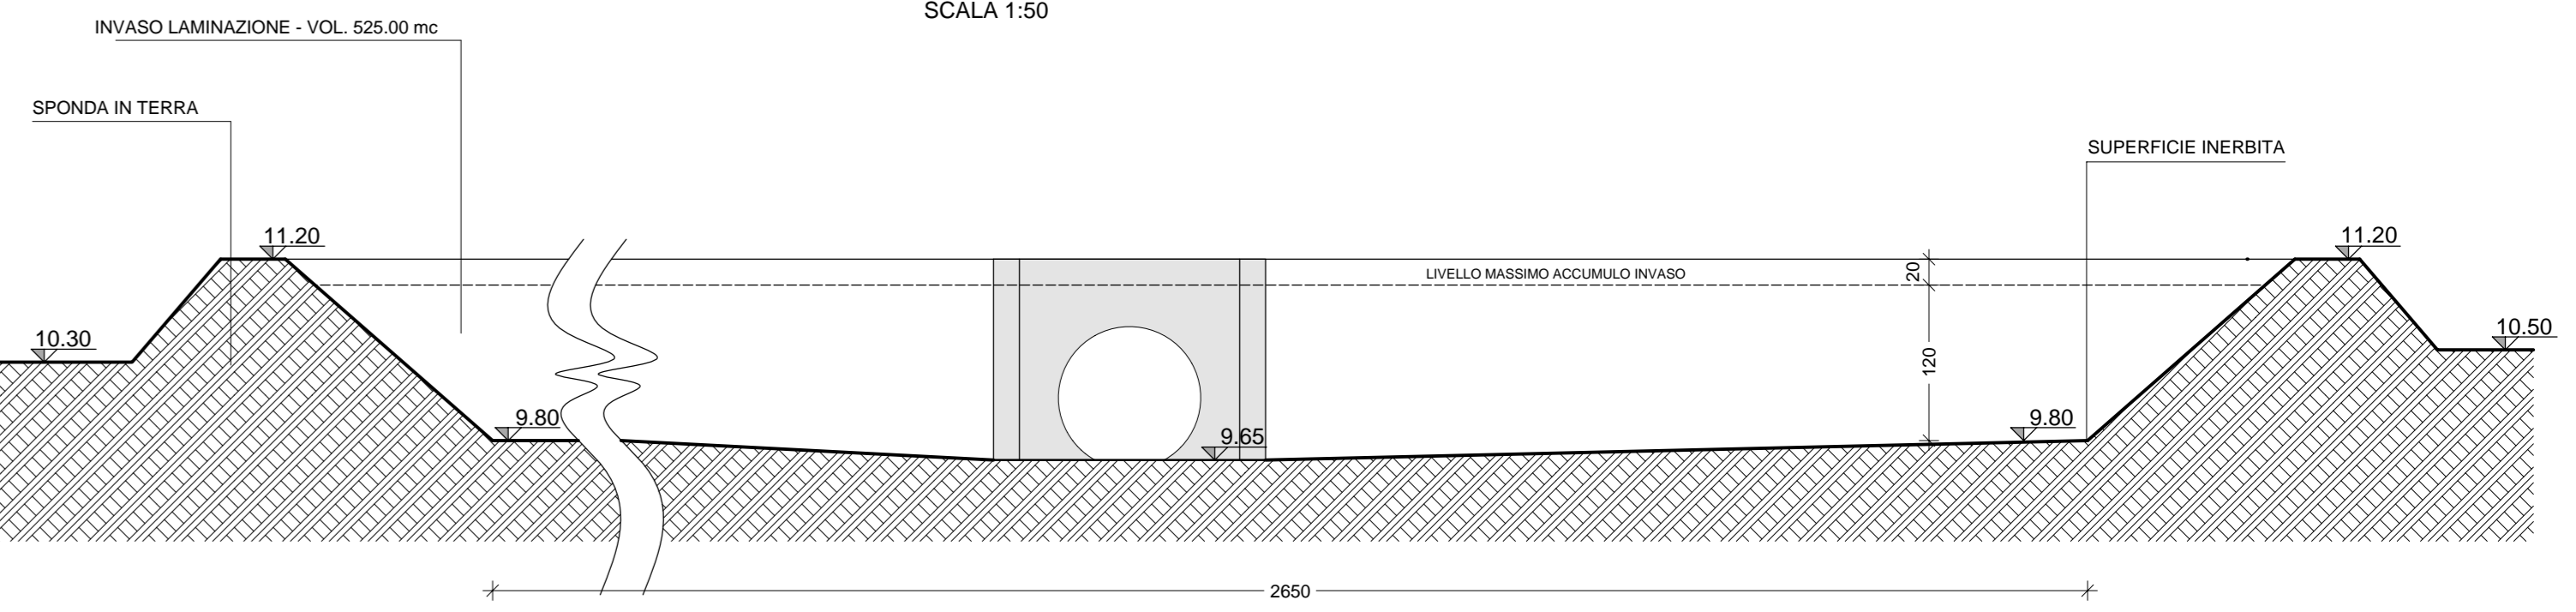 SCALA 1:50
INVASO LAMINAZIONE - VOL. 525.00 mc
SPONDA IN TERRA
SUPERFICIE INERBITA
11.20
11.20
LIVELLO MASSIMO ACCUMULO INVASO
20
10.30
10.50
120
9.80
9.80
9.65
2650